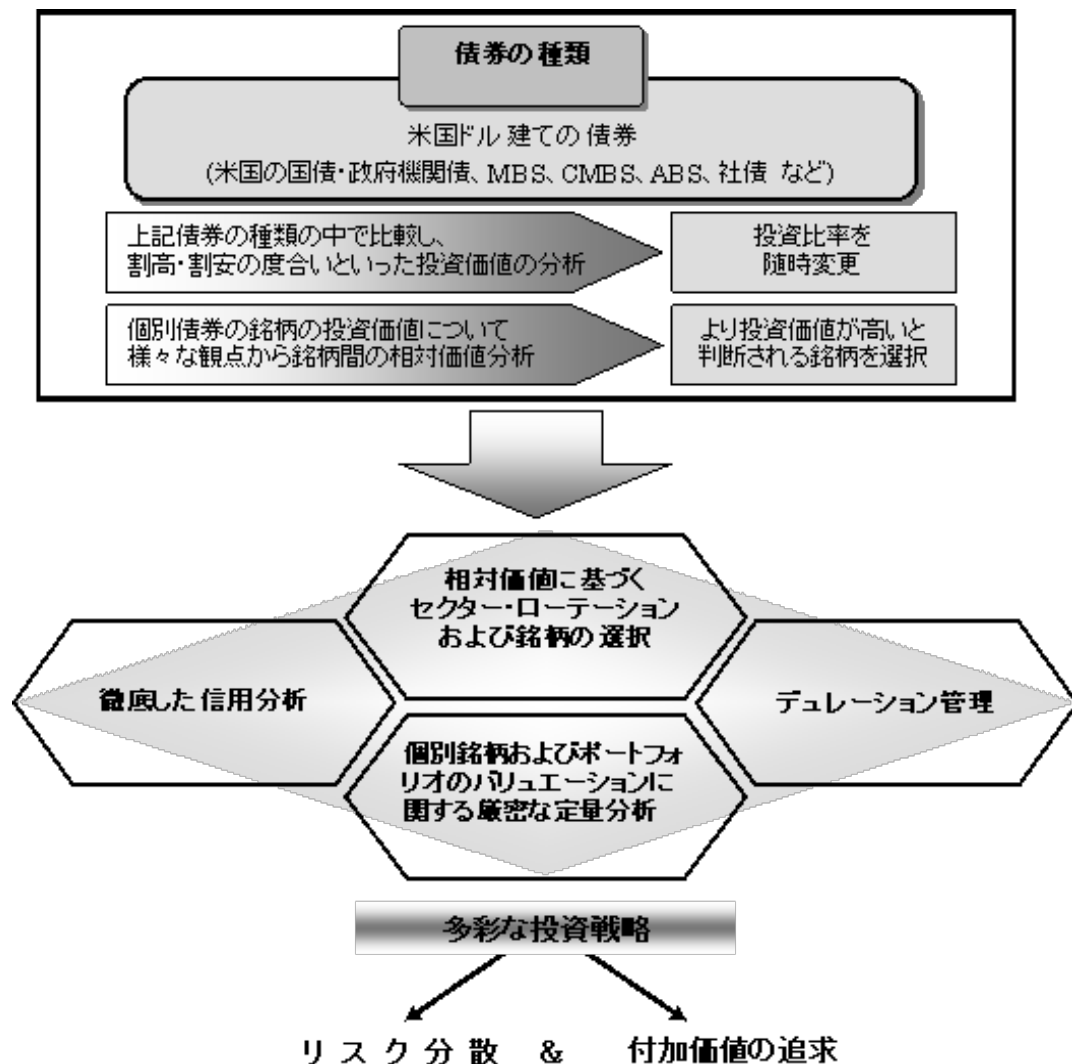 債券の種類
米国ドル建ての債券
(米国の国債・政府機関債、MBS、CMBS、ABS、社債 など)
上記債券の種類の中で比較し、
割高・割安の度合いといった投資価値の分析
投資比率を
随時変更
個別債券の銘柄の投資価値について
様々な観点から銘柄間の相対価値分析
より投資価値が高いと
判断される銘柄を選択
相対価値に基づく
セクター・ローテーション
および銘柄の選択
徹底した信用分析
デュレーション管理
個別銘柄およびポートフォ
リオのバリュエーションに
関する厳密な定量分析
多彩な投資戦略
リスク分散 & 付加価値の追求